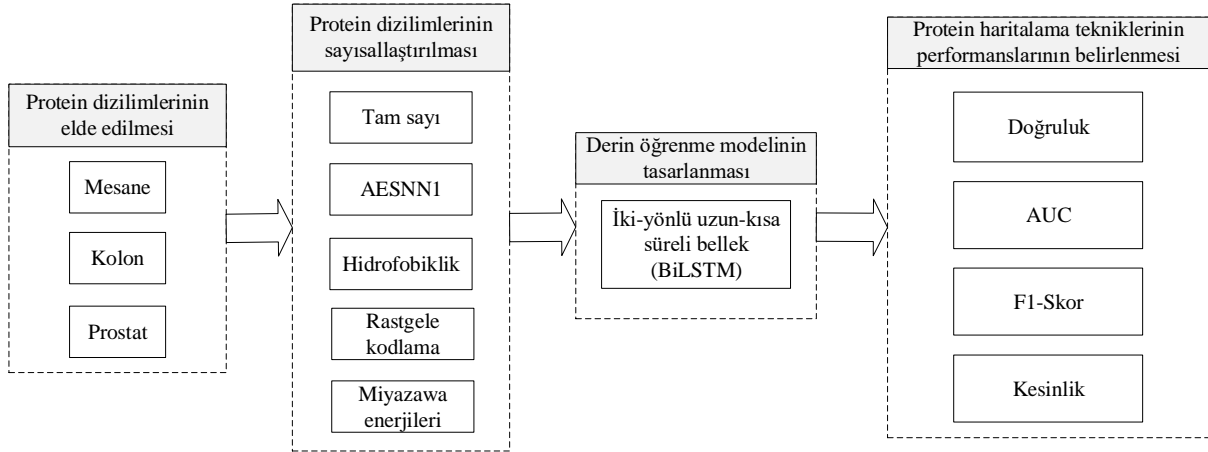 Protein dizilimlerinin
elde edilmesi
Mesane
Kolon
Prostat
Protein dizilimlerinin
sayısallaştırılması
Tam sayı
AESNN1
Hidrofobiklik
Rastgele
kodlama
Miyazawa
enerjileri
Derin öğrenme modelinin
tasarlanması
İki-yönlü uzun-kısa
süreli bellek
(BiLSTM)
Protein haritalama tekniklerinin
performanslarının belirlenmesi
Doğruluk
AUC
F1-Skor
Kesinlik